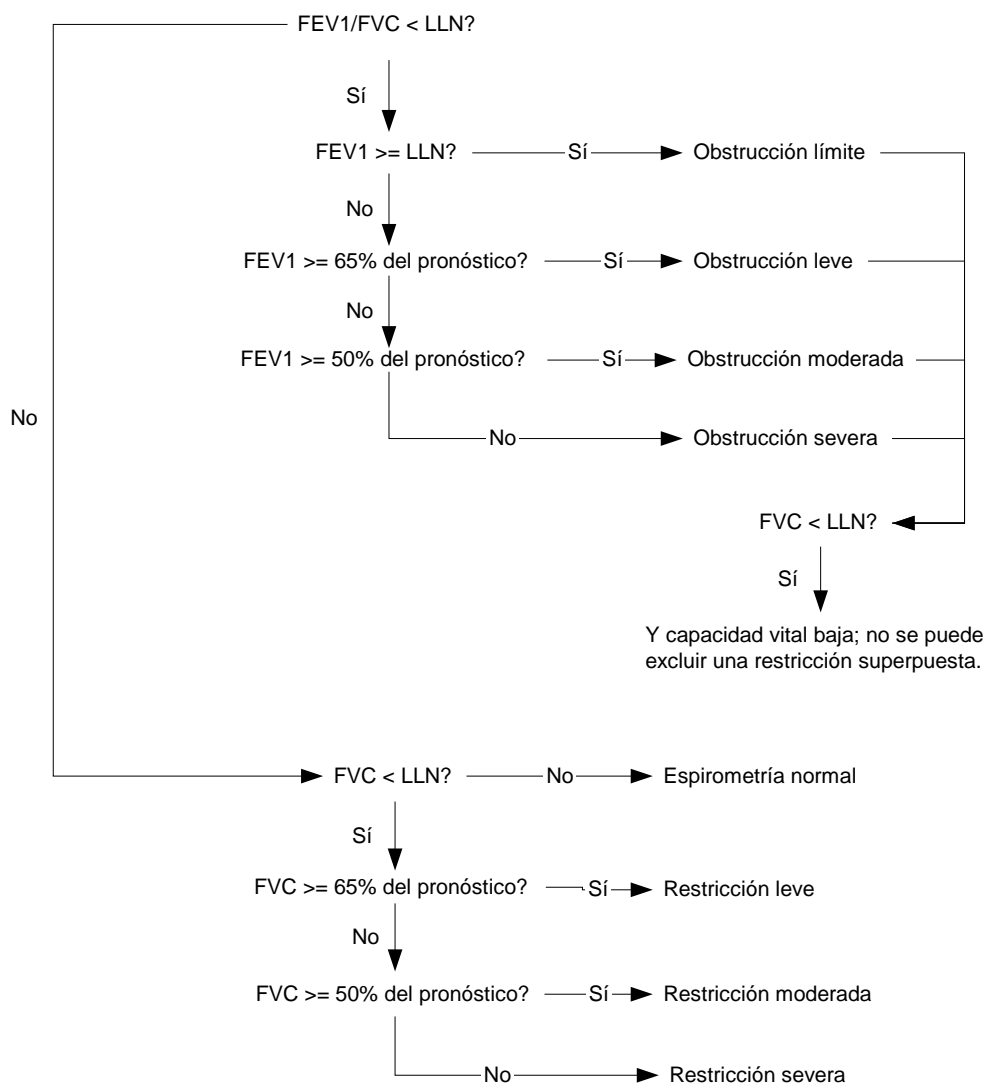 FEV1/FVC < LLN?
Sí
FEV1 >= LLN?
Sí
Obstrucción límite
No
FEV1 >= 65% del pronóstico?
Sí
Obstrucción leve
No
FEV1 >= 50% del pronóstico?
Sí
Obstrucción moderada
No
No
Obstrucción severa
FVC < LLN?
Sí
Y capacidad vital baja; no se puede
excluir una restricción superpuesta.
FVC < LLN?
No
Espirometría normal
Sí
FVC >= 65% del pronóstico?
Sí
Restricción leve
No
FVC >= 50% del pronóstico?
Sí
Restricción moderada
No
Restricción severa